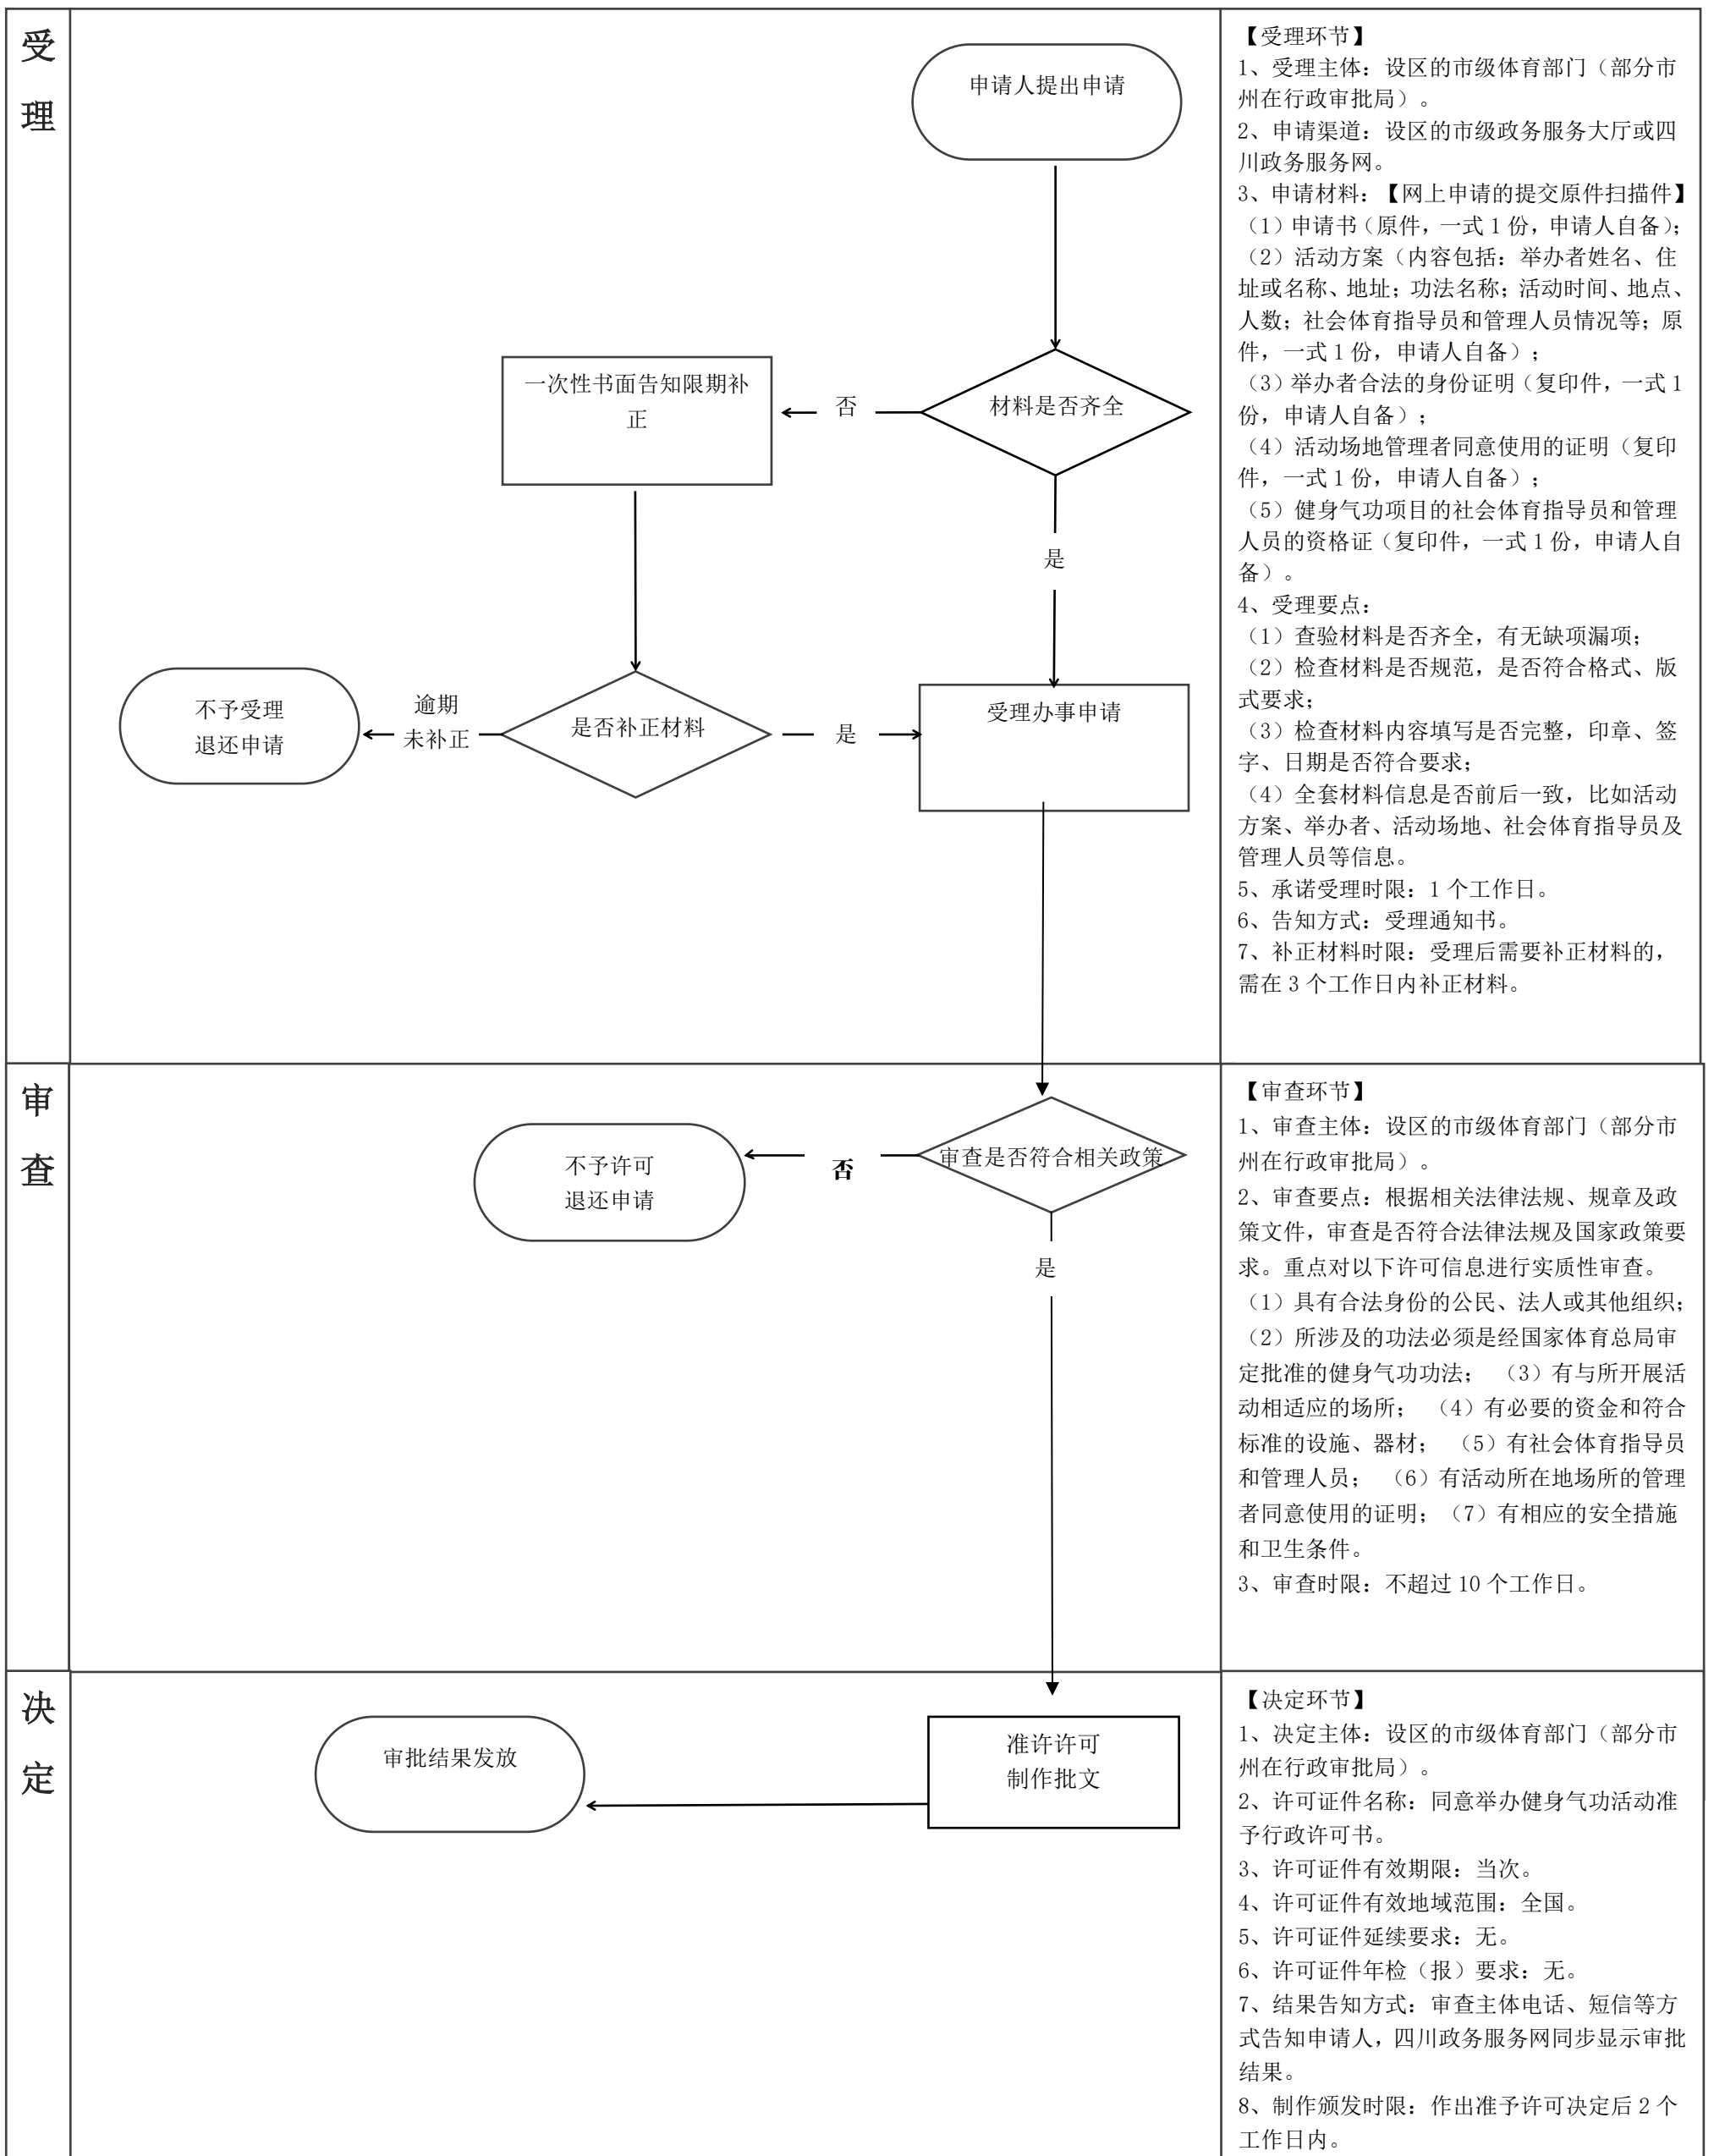 受
理
申请人提出申请
材料是否齐全
否
一次性书面告知限期补
正
是
不予受理
退还申请
逾期
未补正
是否补正材料
是
受理办事申请
【受理环节】
1、受理主体：设区的市级体育部门（部分市
州在行政审批局）。
2、申请渠道：设区的市级政务服务大厅或四
川政务服务网。
3、申请材料：【网上申请的提交原件扫描件】
（1）申请书（原件，一式 1 份，申请人自备）；
（2）活动方案（内容包括：举办者姓名、住
址或名称、地址；功法名称；活动时间、地点、
人数；社会体育指导员和管理人员情况等；原
件，一式 1 份，申请人自备）；
（3）举办者合法的身份证明（复印件，一式 1
份，申请人自备）；
（4）活动场地管理者同意使用的证明（复印
件，一式 1 份，申请人自备）；
（5）健身气功项目的社会体育指导员和管理
人员的资格证（复印件，一式 1 份，申请人自
备）。
4、受理要点：
（1）查验材料是否齐全，有无缺项漏项；
（2）检查材料是否规范，是否符合格式、版
式要求；
（3）检查材料内容填写是否完整，印章、签
字、日期是否符合要求；
（4）全套材料信息是否前后一致，比如活动
方案、举办者、活动场地、社会体育指导员及
管理人员等信息。
5、承诺受理时限：1 个工作日。
6、告知方式：受理通知书。
7、补正材料时限：受理后需要补正材料的，
需在 3 个工作日内补正材料。
审
查
审查是否符合相关政策
否
不予许可
退还申请
是
【审查环节】
1、审查主体：设区的市级体育部门（部分市
州在行政审批局）。
2、审查要点：根据相关法律法规、规章及政
策文件，审查是否符合法律法规及国家政策要
求。重点对以下许可信息进行实质性审查。
（1）具有合法身份的公民、法人或其他组织；
（2）所涉及的功法必须是经国家体育总局审
定批准的健身气功功法； （3）有与所开展活
动相适应的场所； （4）有必要的资金和符合
标准的设施、器材； （5）有社会体育指导员
和管理人员； （6）有活动所在地场所的管理
者同意使用的证明；（7）有相应的安全措施
和卫生条件。
3、审查时限：不超过 10 个工作日。
决
定
准许许可
制作批文
审批结果发放
【决定环节】
1、决定主体：设区的市级体育部门（部分市
州在行政审批局）。
2、许可证件名称：同意举办健身气功活动准
予行政许可书。
3、许可证件有效期限：当次。
4、许可证件有效地域范围：全国。
5、许可证件延续要求：无。
6、许可证件年检（报）要求：无。
7、结果告知方式：审查主体电话、短信等方
式告知申请人，四川政务服务网同步显示审批
结果。
8、制作颁发时限：作出准予许可决定后 2 个
工作日内。